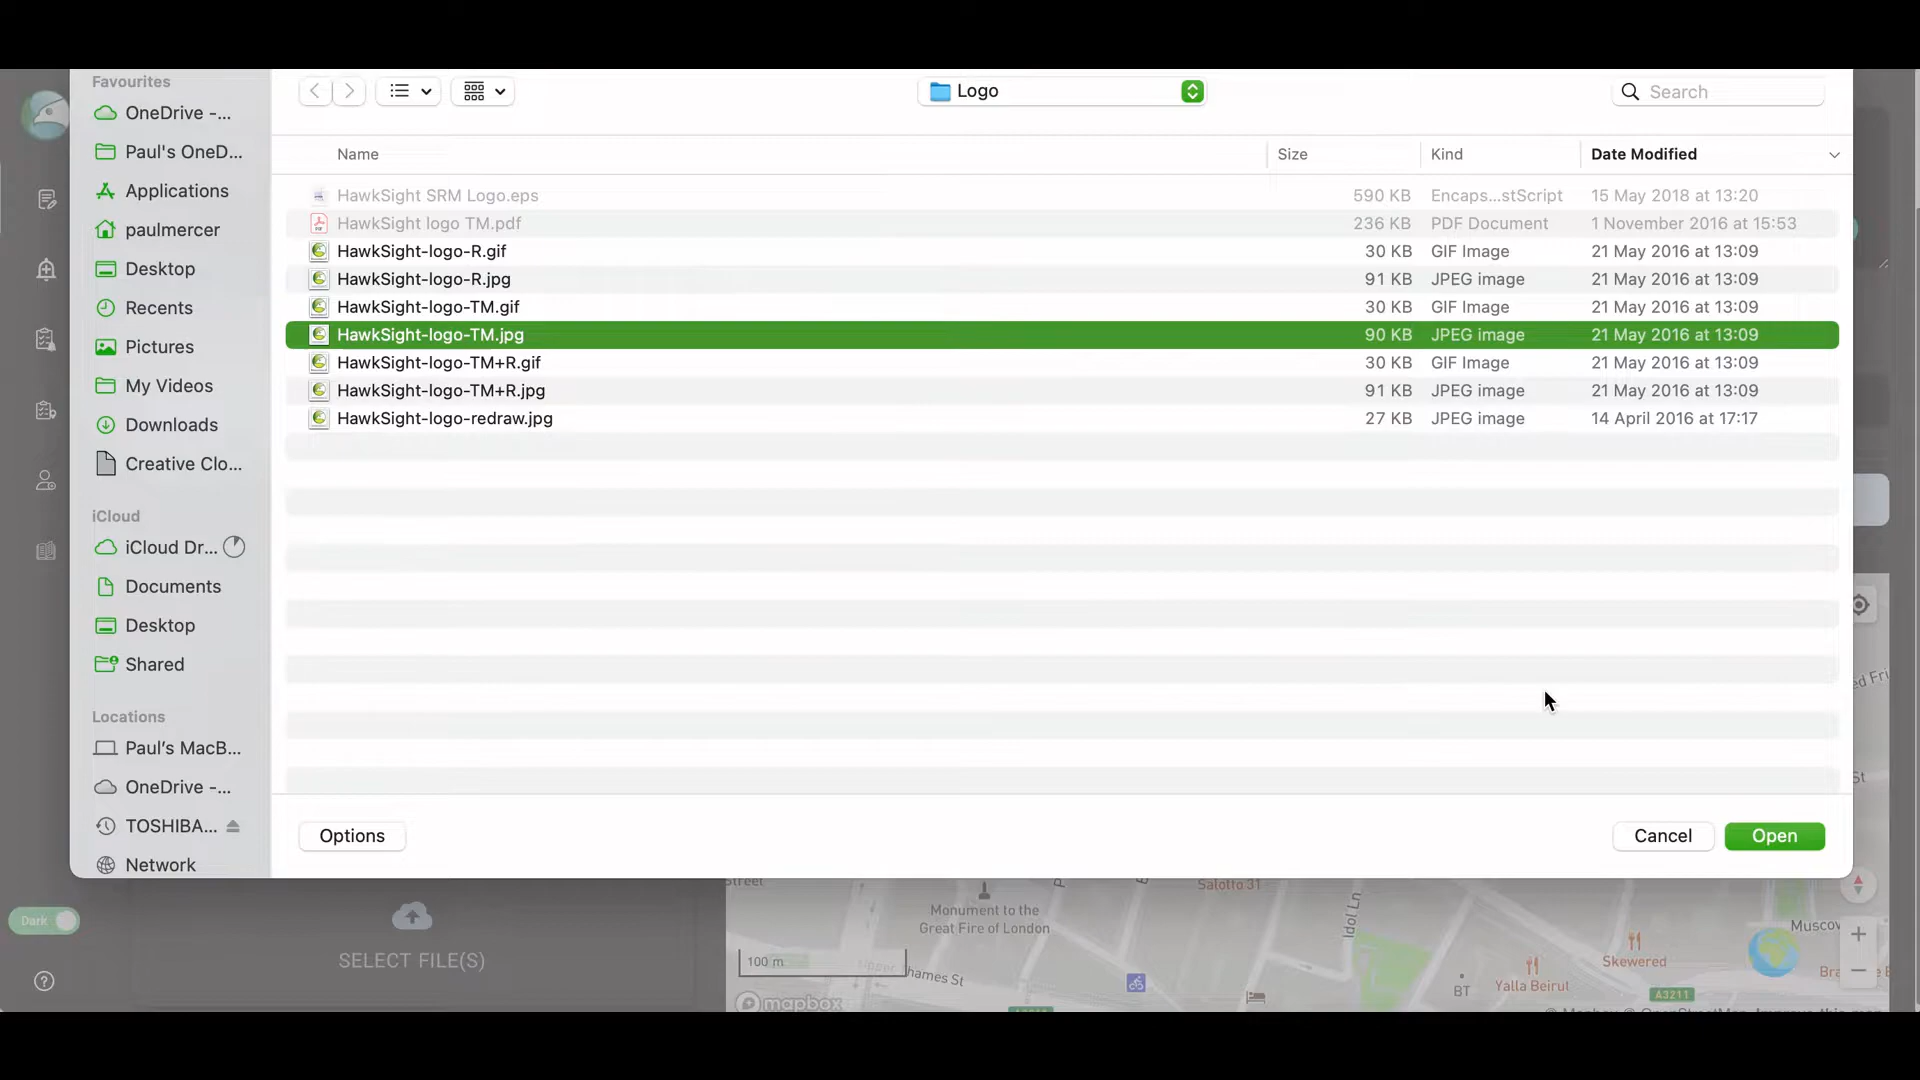 Favourites
OneDrive -...
Paul's OneD...
Applications
paulmercer
Desktop
Recents
Pictures
My Videos
Downloads
Creative Clo...
iCloud
iCloud Dr...
Documents
Desktop
Shared
Locations
Paul's MacB...
OneDrive -...
TOSHIBA...
Network
Logo
Search
Name Size Kind Date Modified
HawkSight SRM Logo.eps 590 KB Encaps...stScript 15 May 2018 at 13:20
HawkSight logo TM.pdf 236 KB PDF Document 1 November 2016 at 15:53
HawkSight-logo-R.gif 30 KB GIF Image 21 May 2016 at 13:09
HawkSight-logo-R.jpg 91 KB JPEG image 21 May 2016 at 13:09
HawkSight-logo-TM.gif 30 KB GIF Image 21 May 2016 at 13:09
HawkSight-logo-TM.jpg 90 KB JPEG image 21 May 2016 at 13:09
HawkSight-logo-TM+R.gif 30 KB GIF Image 21 May 2016 at 13:09
HawkSight-logo-TM+R.jpg 91 KB JPEG image 21 May 2016 at 13:09
HawkSight-logo-redraw.jpg 27 KB JPEG image 14 April 2016 at 17:17
Options Cancel Open
Dark
SELECT FILE(S)
Street
Salotto 31
Monument to the
Great Fire of London
Idol Ln
100 m
hames St
mapbox
BT
Yalla Beirut
Skewered
A3211
Muscov
St
ed Fri